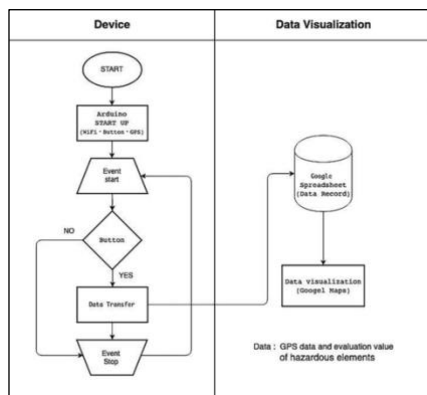 Device
Data Visualization
START
Arduino
START UP
(WiFi・Button・GPS)
Event
start
NO
Button
YES
Data Transfer
Event
Stop
Google
Spreadsheet
(Data Record)
Data Visualization
(Googel Maps)
Data : GPS data and evaluation value
of hazardous elements